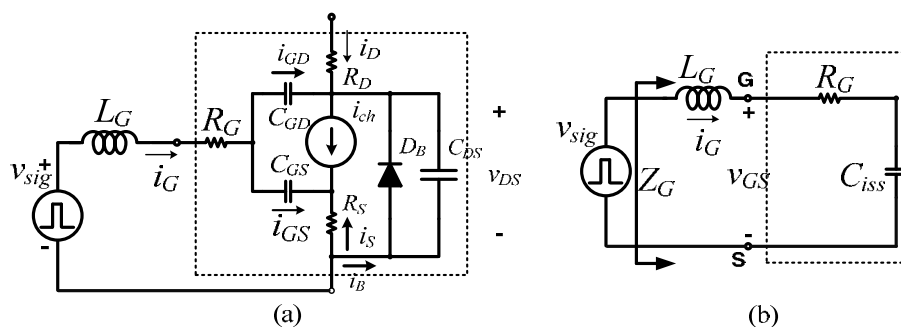 i_D
i_GD
R_D
L_G
R_G
C_GD
i_ch
+
v_sig
+
i_G
C_GS
D_B
C_DS
v_DS
i_GS
R_S
i_S
-
-
i_B
(a)
L_G
G
R_G
+
i_G
v_sig
Z_G
v_GS
C_iss
-
S
(b)